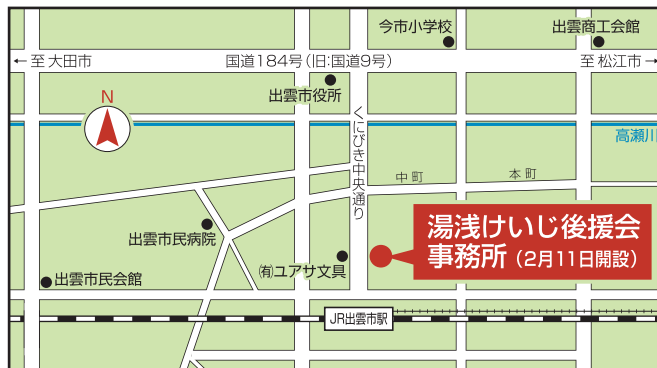 今市小学校
出雲商工会館
←至 大田市
国道184号(旧:国道9号)
至 松江市→
出雲市役所
N
くにびき中央通り
高瀬川
中町
本町
湯浅けいじ後援会
事務所(2月11日開設)
出雲市民病院
㈲ユアサ文具
出雲市民会館
JR出雲市駅